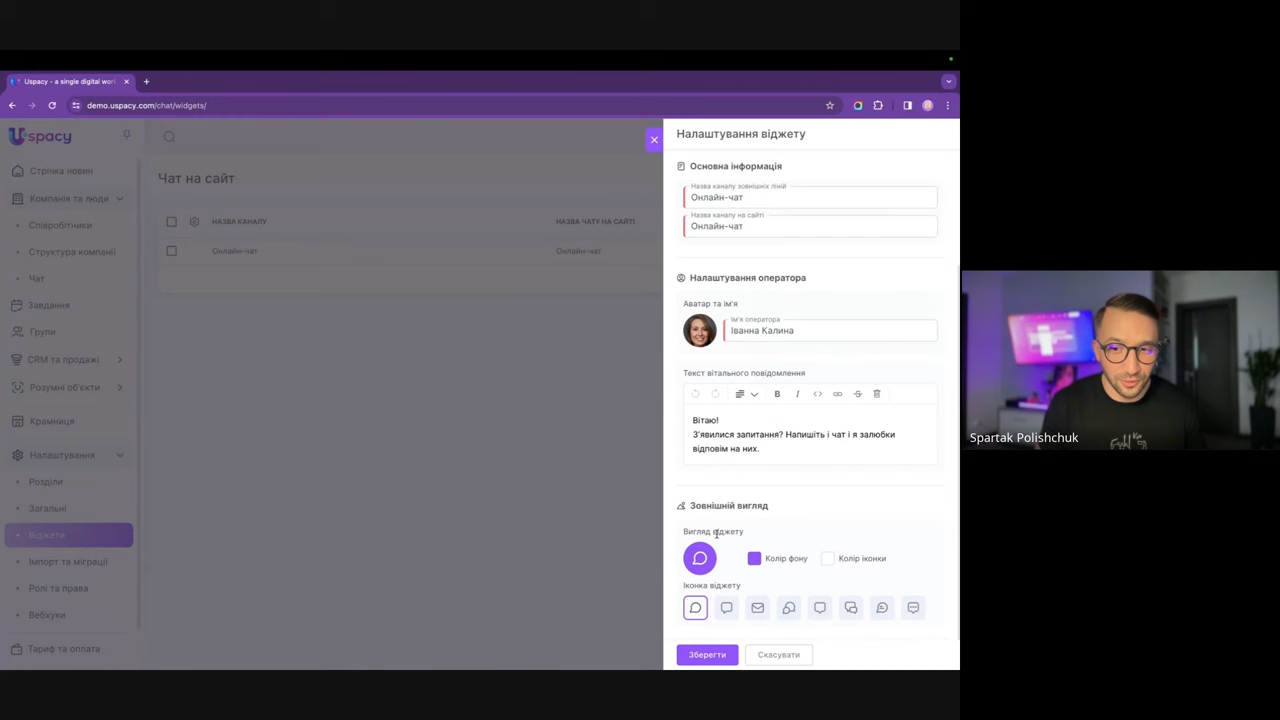 Uspacy - a single digital worl
demo.uspacy.com/chat/widgets/
Uspacy
Стрічка новин
Компанія та люди
Співробітники
Структура компанії
Чат
Завдання
Групи
CRM та продажі
Розумні об'єкти
Крамниця
Налаштування
Розділи
Загальні
Віджети
Імпорт та міграції
Ролі та права
Вебхуки
Тариф та оплата
Чат на сайт
НАЗВА КАНАЛУ
НАЗВА ЧАТУ НА САЙТІ
Онлайн-чат
Онлайн-чат
Налаштування віджету
Основна інформація
Назва каналу зовнішніх ліній
Онлайн-чат
Назва каналу на сайті
Онлайн-чат
Налаштування оператора
Аватар та ім'я
Ім'я оператора
Іванна Калина
Текст вітального повідомлення
Вітаю!
З'явилися запитання? Напишіть і чат і я залюбки
відповім на них.
Зовнішній вигляд
Вигляд віджету
Колір фону
Колір іконки
Іконка віджету
Зберегти
Скасувати
Spartak Polishchuk